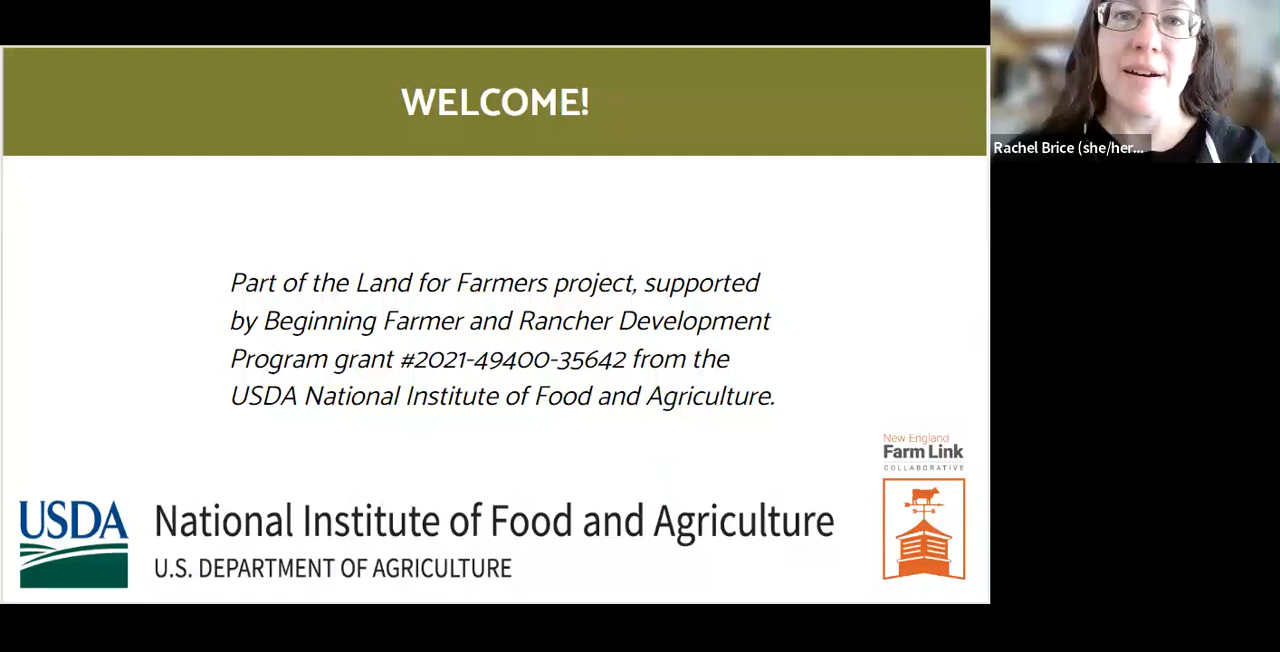 WELCOME!
Rachel Brice (she/her...
Part of the Land for Farmers project, supported
by Beginning Farmer and Rancher Development
Program grant #2021-49400-35642 from the
USDA National Institute of Food and Agriculture.
New England
Farm Link
COLLABORATIVE
USDA
National Institute of Food and Agriculture
U.S. DEPARTMENT OF AGRICULTURE